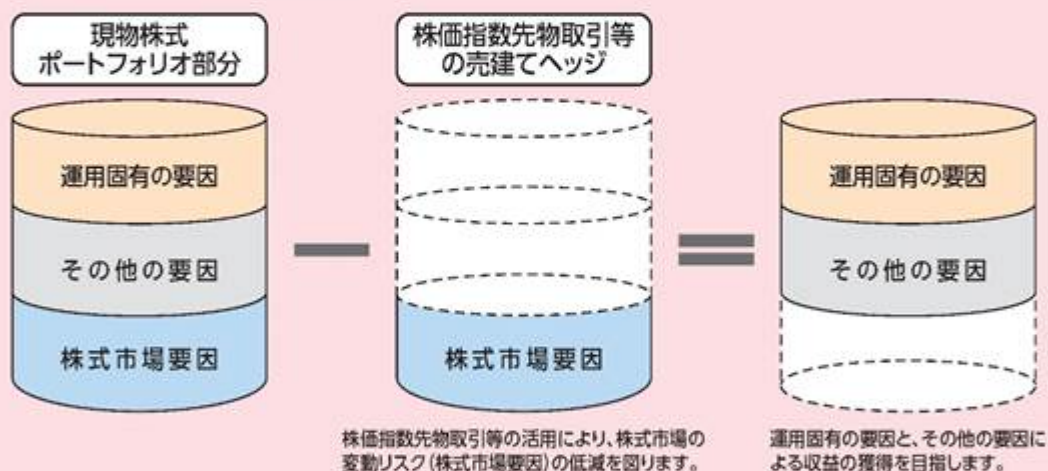 現物株式
ポートフォリオ部分
株価指数先物取引等
の売建てヘッジ
運用固有の要因
その他の要因
株式市場要因
株式市場要因
運用固有の要因
その他の要因
株価指数先物取引等の活用により、株式市場の
変動リスク(株式市場要因)の低減を図ります。
運用固有の要因と、その他の要因に
よる収益の獲得を目指します。